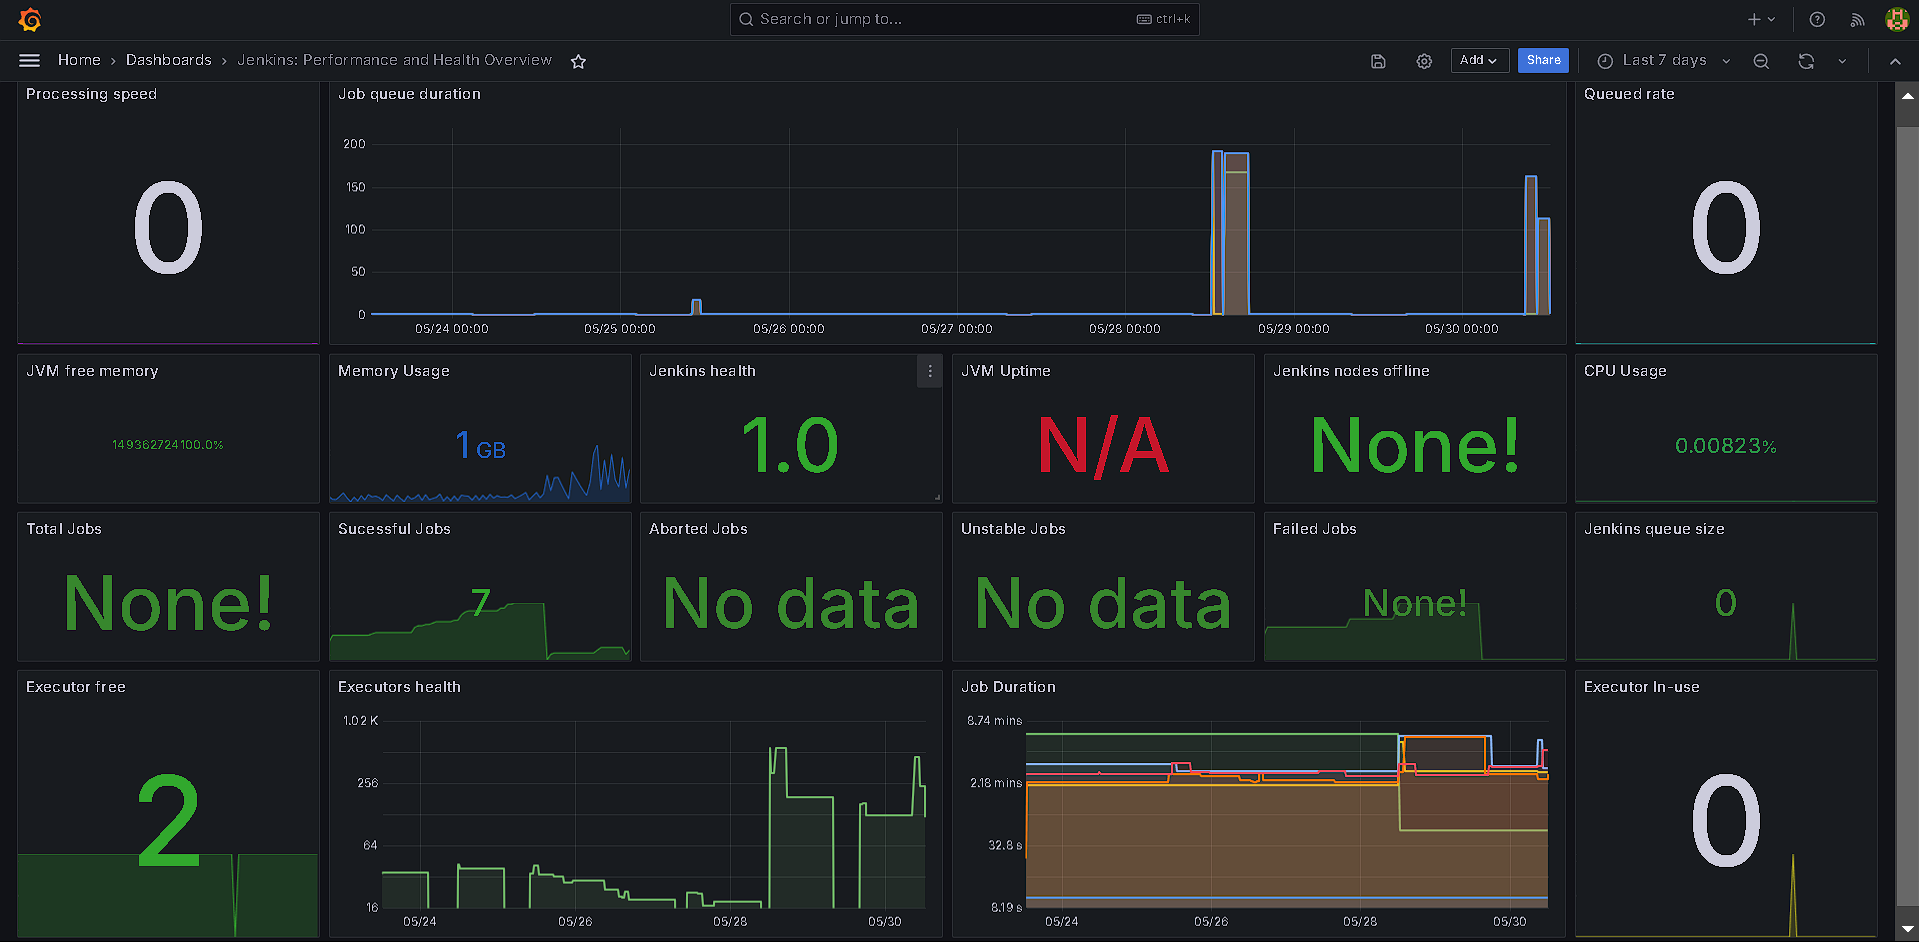 Search or jump to...
ctrl+k
Home › Dashboards › Jenkins: Performance and Health Overview
Add
Share
Last 7 days
Processing speed
0
Job queue duration
200
150
100
50
0
05/24 00:00
05/25 00:00
05/26 00:00
05/27 00:00
05/28 00:00
05/29 00:00
05/30 00:00
Queued rate
0
JVM free memory
149362724100.0%
Memory Usage
1 GB
Jenkins health
1.0
JVM Uptime
N/A
Jenkins nodes offline
None!
CPU Usage
0.00823%
Total Jobs
None!
Sucessful Jobs
7
Aborted Jobs
No data
Unstable Jobs
No data
Failed Jobs
None!
Jenkins queue size
0
Executor free
2
Executors health
1.02 K
256
64
16
05/24
05/26
05/28
05/30
Job Duration
8.74 mins
2.18 mins
32.8 s
8.19 s
05/24
05/26
05/28
05/30
Executor In-use
0